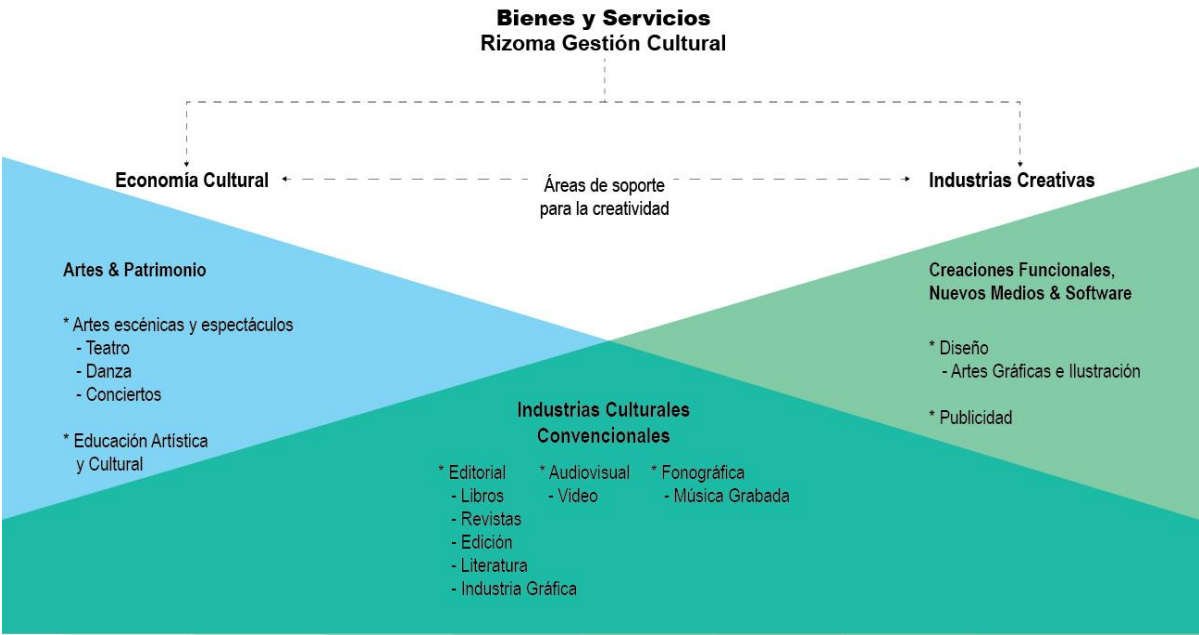 Bienes y Servicios
Rizoma Gestión Cultural
Economía Cultural
Áreas de soporte
para la creatividad
Industrias Creativas
Artes & Patrimonio
* Artes escénicas y espectáculos
- Teatro
- Danza
- Conciertos
* Educación Artística
y Cultural
Industrias Culturales
Convencionales
* Editorial
- Libros
- Revistas
- Edición
- Literatura
- Industria Gráfica
* Audiovisual
- Video
* Fonográfica
- Música Grabada
Creaciones Funcionales,
Nuevos Medios & Software
* Diseño
- Artes Gráficas e Ilustración
* Publicidad